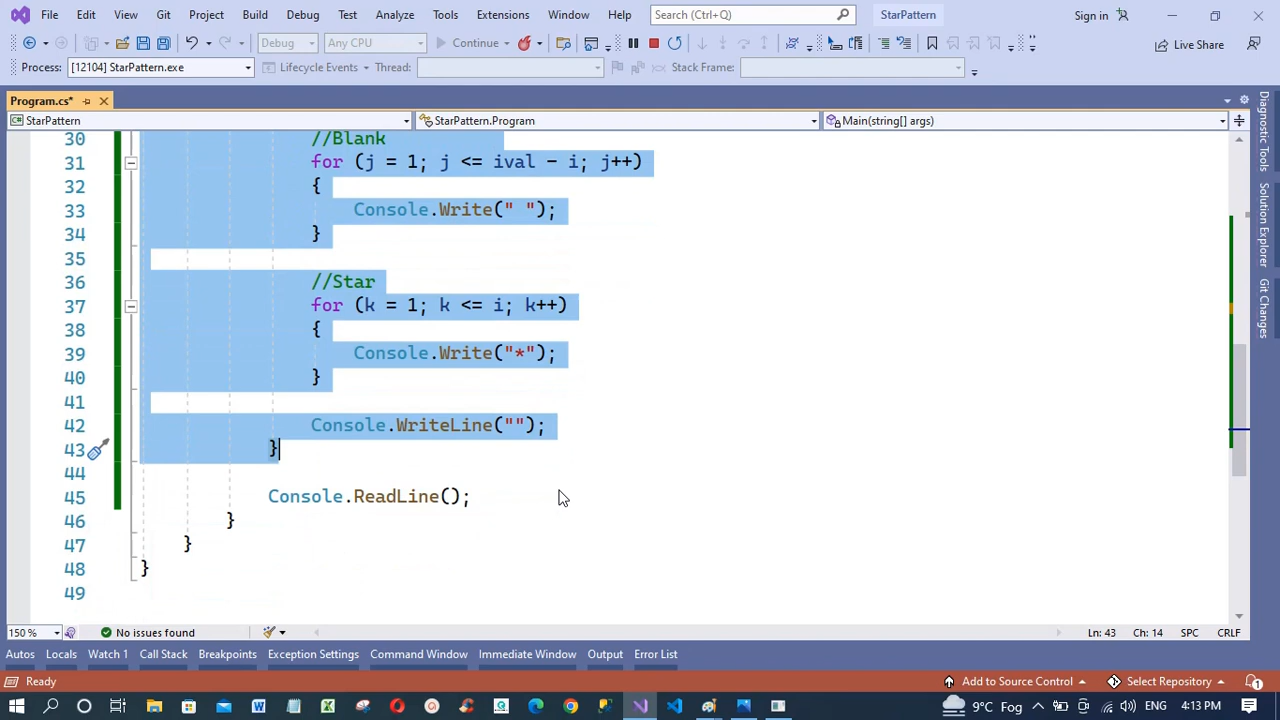 File Edit View Git Project Build Debug Test Analyze Tools Extensions Window Help Search (Ctrl+Q) StarPattern Sign in
Debug Any CPU Continue Live Share
Process: [12104] StarPattern.exe Lifecycle Events Thread: Stack Frame:
Program.cs*
StarPattern StarPattern.Program Main(string[] args)
30 //Blank
31 for (j = 1; j <= ival - i; j++)
32 {
33 Console.Write(" ");
34 }
35
36 //Star
37 for (k = 1; k <= i; k++)
38 {
39 Console.Write("*");
40 }
41
42 Console.WriteLine("");
43 }
44
45 Console.ReadLine();
46 }
47 }
48 }
49
Diagnostic Tools
Solution Explorer
Git Changes
150 % No issues found Ln: 43 Ch: 14 SPC CRLF
Autos Locals Watch 1 Call Stack Breakpoints Exception Settings Command Window Immediate Window Output Error List
Ready Add to Source Control Select Repository 1
9°C Fog ENG 4:13 PM